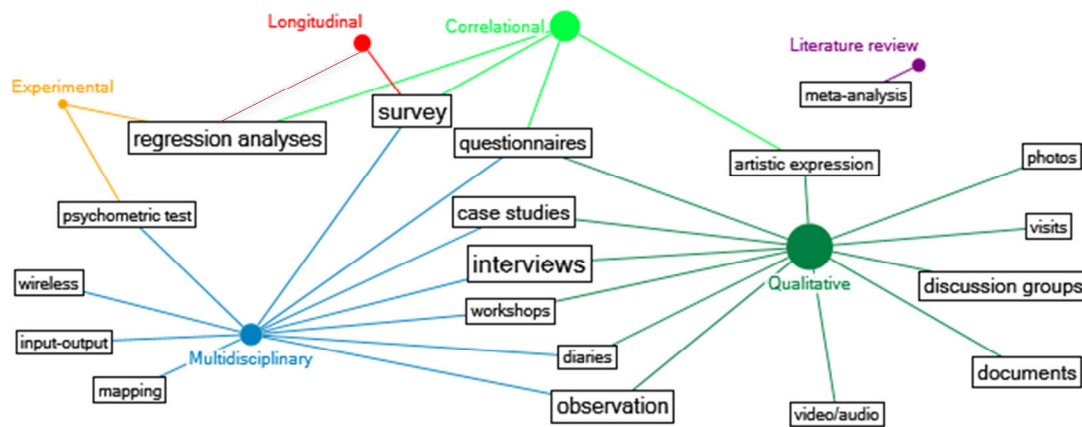 Longitudinal
Correlational
Literature review
Experimental
meta-analysis
survey
regression analyses
questionnaires
artistic expression
photos
psychometric test
case studies
visits
interviews
wireless
Qualitative
discussion groups
workshops
input-output
Multidisciplinary
diaries
documents
mapping
observation
video/audio